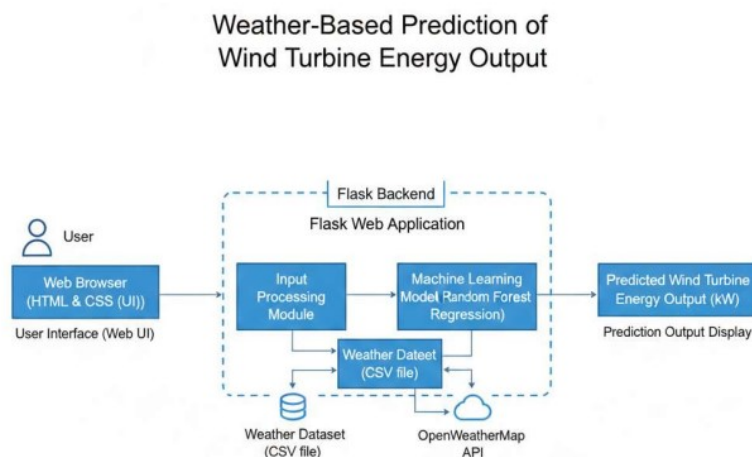 Weather-Based Prediction of
Wind Turbine Energy Output
Flask Backend
Flask Web Application
User
Web Browser
(HTML & CSS (UI))
User Interface (Web UI)
Input
Processing
Module
Machine Learning
Model(Random Forest
Regression)
Predicted Wind Turbine
Energy Output (kW)
Prediction Output Display
Weather Dateet
(CSV file)
Weather Dataset
(CSV file)
OpenWeatherMap
API